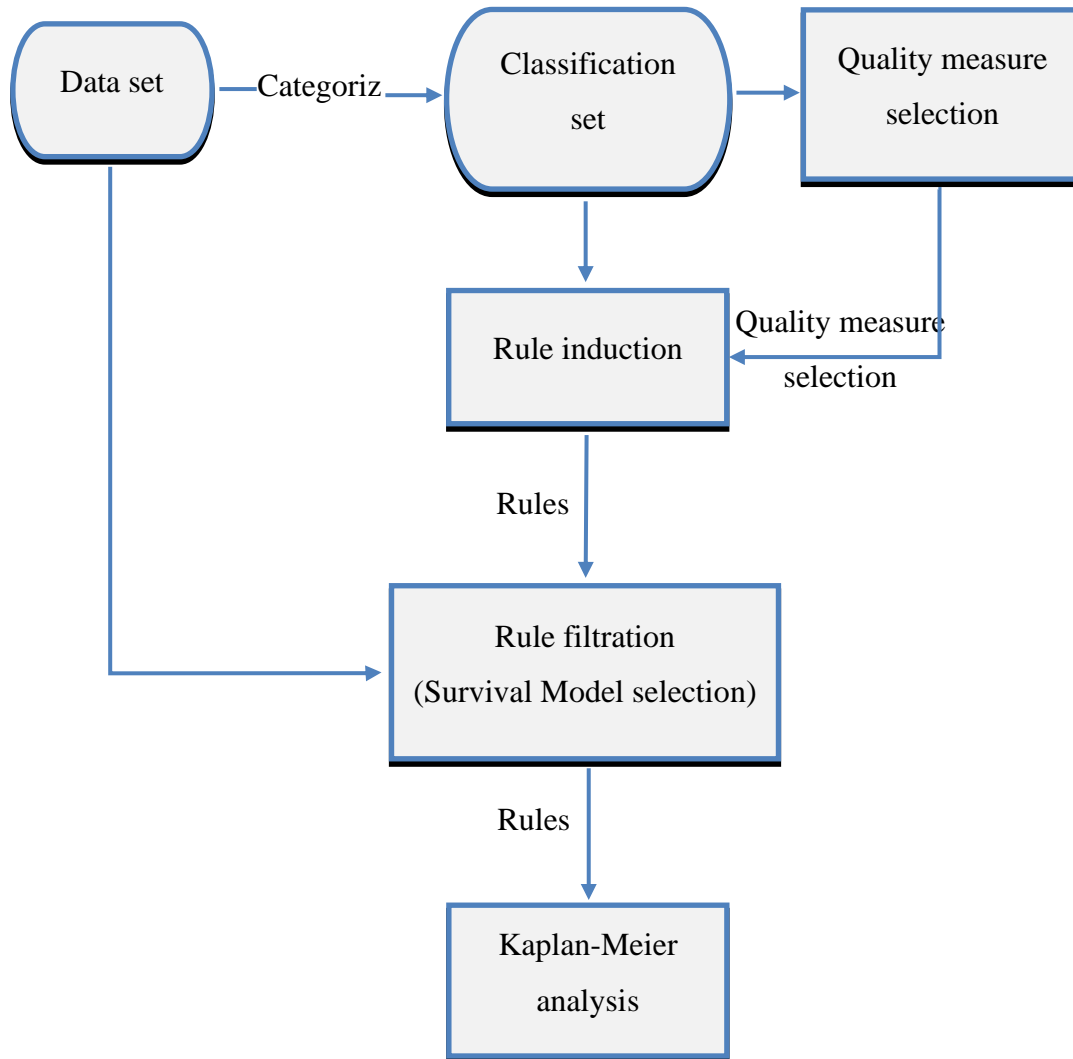 Data set
Categoriz
Classification
set
Quality measure
selection
Rule induction
Quality measure
selection
Rules
Rule filtration
(Survival Model selection)
Rules
Kaplan-Meier
analysis